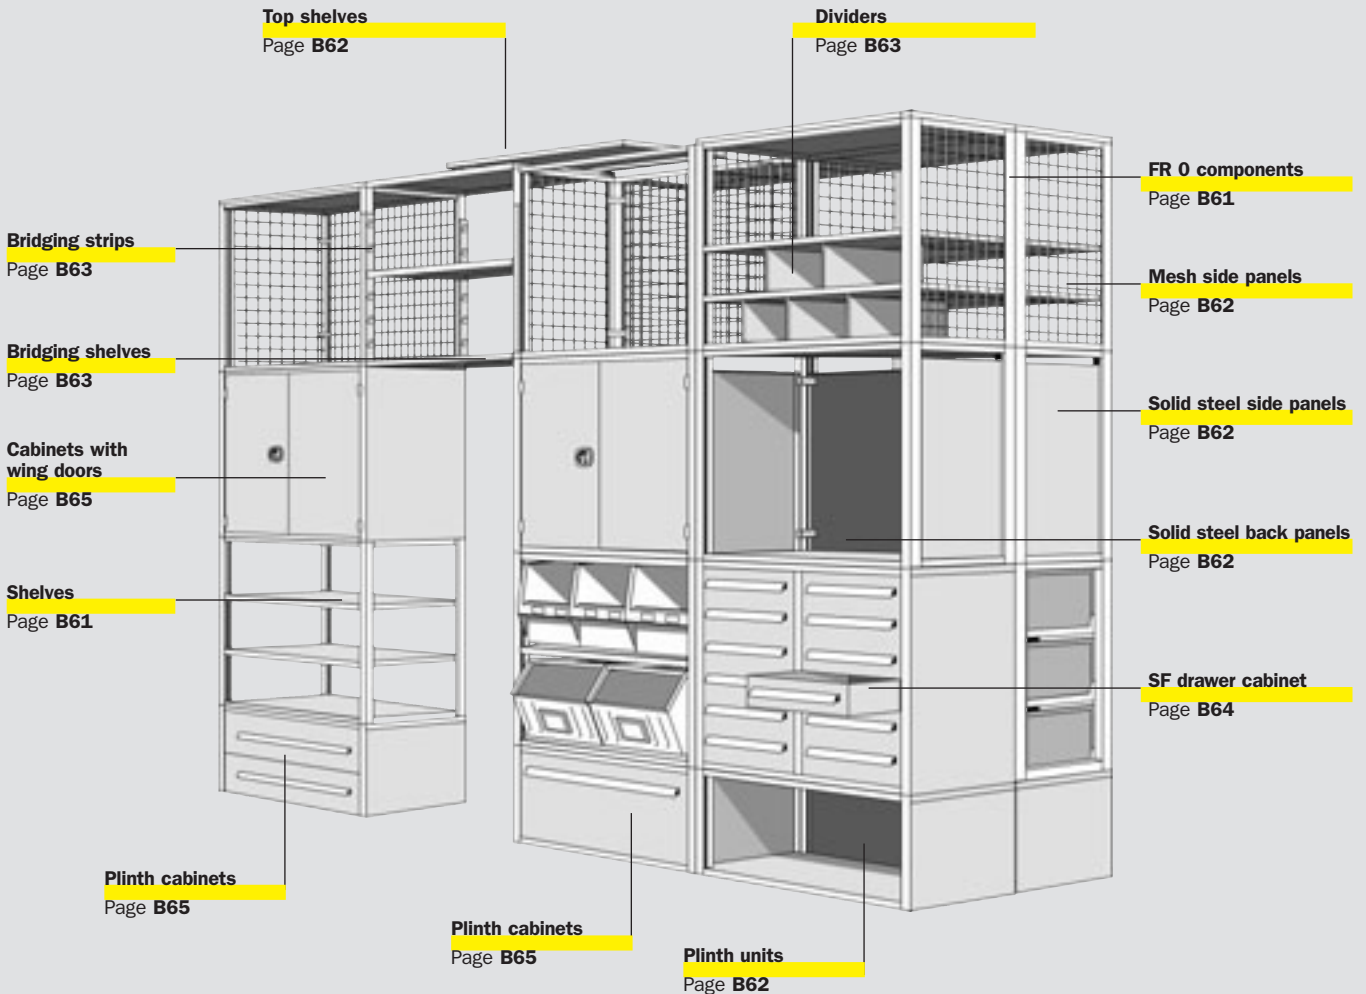 Top shelves
Page B62
Dividers
Page B63
FR 0 components
Page B61
Bridging strips
Page B63
Mesh side panels
Page B62
Bridging shelves
Page B63
Solid steel side panels
Page B62
Cabinets with
wing doors
Page B65
Solid steel back panels
Page B62
Shelves
Page B61
SF drawer cabinet
Page B64
Plinth cabinets
Page B65
Plinth cabinets
Page B65
Plinth units
Page B62